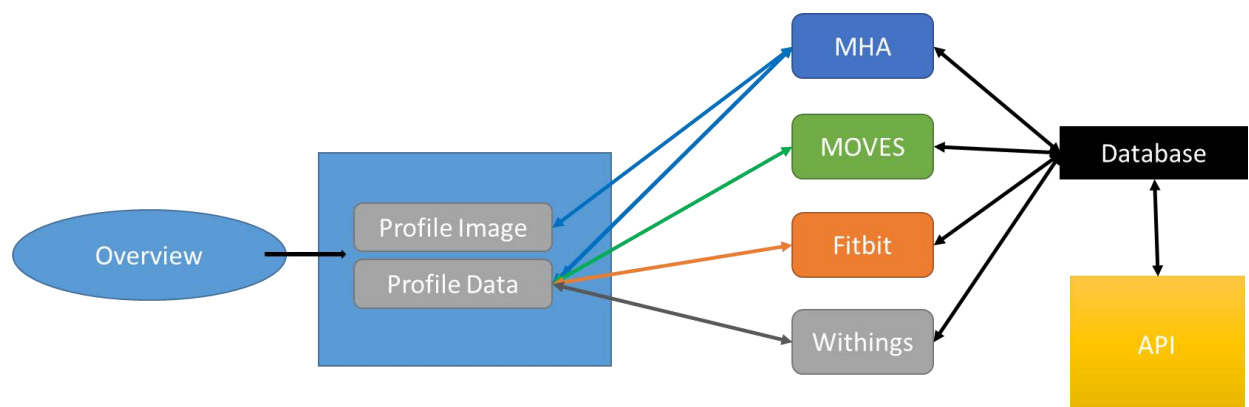 Overview
Profile Image
Profile Data
MHA
MOVES
Fitbit
Withings
Database
API